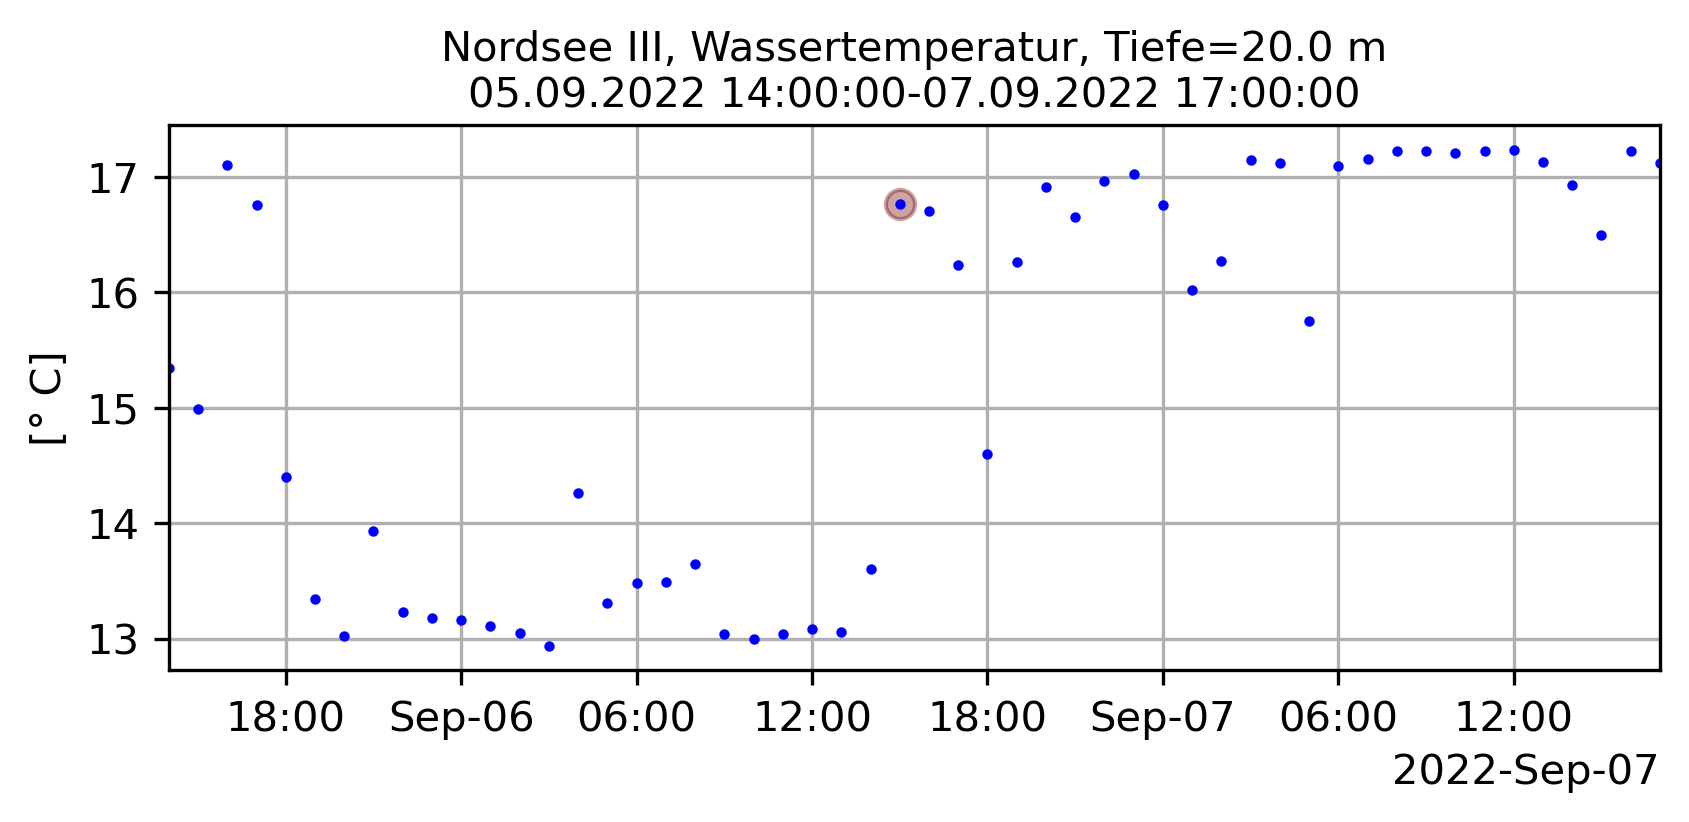 Nordsee III, Wassertemperatur, Tiefe=20.0 m
05.09.2022 14:00:00-07.09.2022 17:00:00
[° C]
17
16
15
14
13
18:00 Sep-06 06:00 12:00 18:00 Sep-07 06:00 12:00
2022-Sep-07